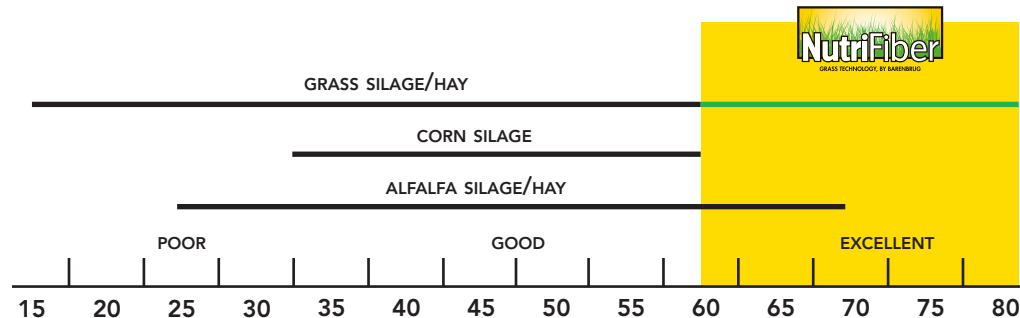 NutriFiber
GRASS TECHNOLOGY, BY BARENBRUG
GRASS SILAGE/HAY
CORN SILAGE
ALFALFA SILAGE/HAY
POOR GOOD EXCELLENT
15 20 25 30 35 40 45 50 55 60 65 70 75 80